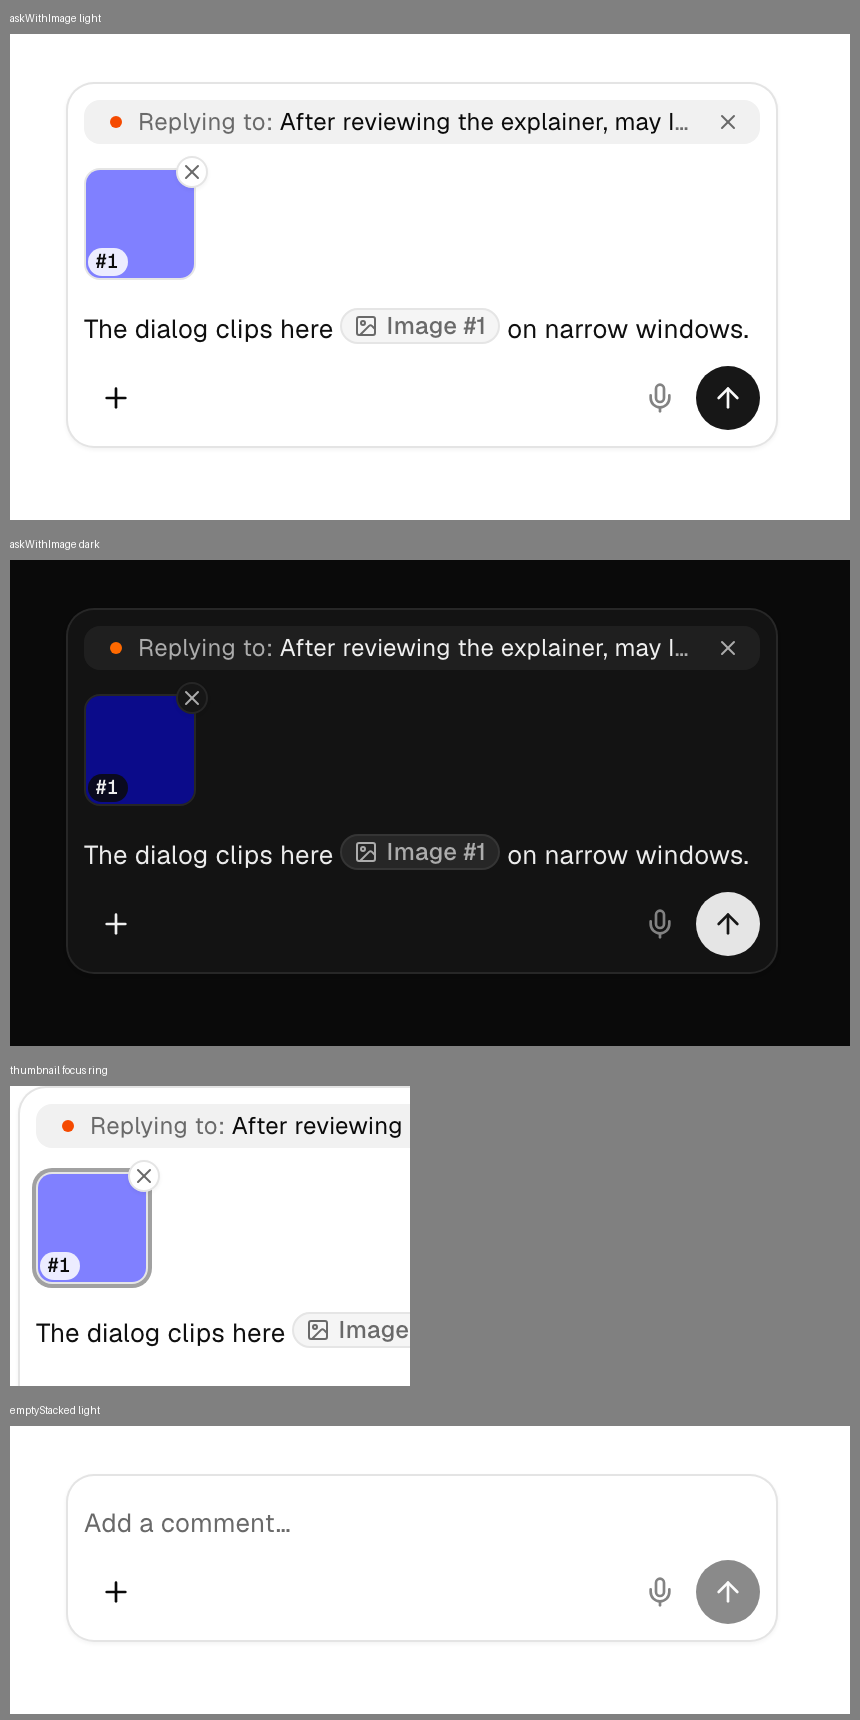 askWithImage light
Replying to: After reviewing the explainer, may I…
#1
The dialog clips here Image #1 on narrow windows.
askWithImage dark
Replying to: After reviewing the explainer, may I…
#1
The dialog clips here Image #1 on narrow windows.
thumbnail focus ring
Replying to: After reviewing
#1
The dialog clips here Image
emptyStacked light
Add a comment…